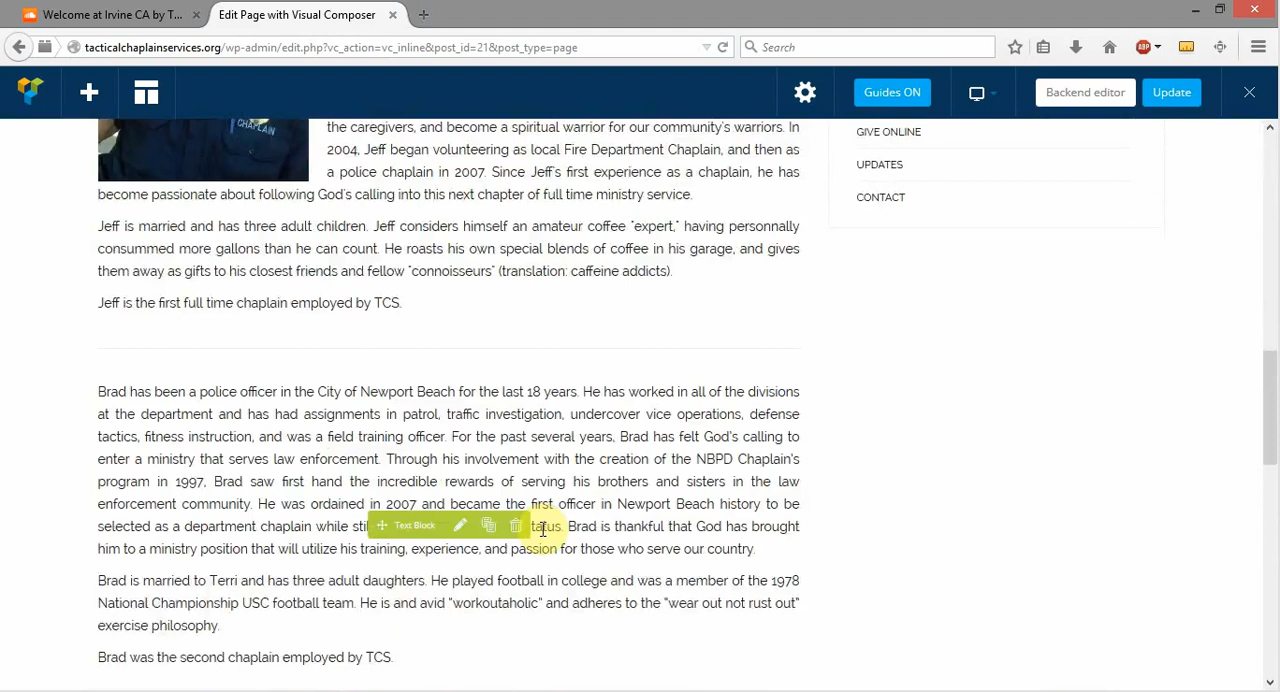 Welcome at Irvine CA by T...
Edit Page with Visual Composer
tacticalchaplainservices.org/wp-admin/edit.php?vc_action=vc_inline&post_id=21&post_type=page
Search
ABP
Guides ON
Backend editor
Update
CHAPLAIN
the caregivers, and become a spiritual warrior for our community's warriors. In
2004, Jeff began volunteering as local Fire Department Chaplain, and then as
a police chaplain in 2007. Since Jeff's first experience as a chaplain, he has
become passionate about following God's calling into this next chapter of full time ministry service.
Jeff is married and has three adult children. Jeff considers himself an amateur coffee "expert," having personnally
consumed more gallons than he can count. He roasts his own special blends of coffee in his garage, and gives
them away as gifts to his closest friends and fellow "connoisseurs" (translation: caffeine addicts).
Jeff is the first full time chaplain employed by TCS.
GIVE ONLINE
UPDATES
CONTACT
Brad has been a police officer in the City of Newport Beach for the last 18 years. He has worked in all of the divisions
at the department and has had assignments in patrol, traffic investigation, undercover vice operations, defense
tactics, fitness instruction, and was a field training officer. For the past several years, Brad has felt God's calling to
enter a ministry that serves law enforcement. Through his involvement with the creation of the NBPD Chaplain's
program in 1997, Brad saw first hand the incredible rewards of serving his brothers and sisters in the law
enforcement community. He was ordained in 2007 and became the first officer in Newport Beach history to be
selected as a department chaplain while sti Text Block tatus. Brad is thankful that God has brought
him to a ministry position that will utilize his training, experience, and passion for those who serve our country.
Brad is married to Terri and has three adult daughters. He played football in college and was a member of the 1978
National Championship USC football team. He is and avid "workoutaholic" and adheres to the "wear out not rust out"
exercise philosophy.
Brad was the second chaplain employed by TCS.